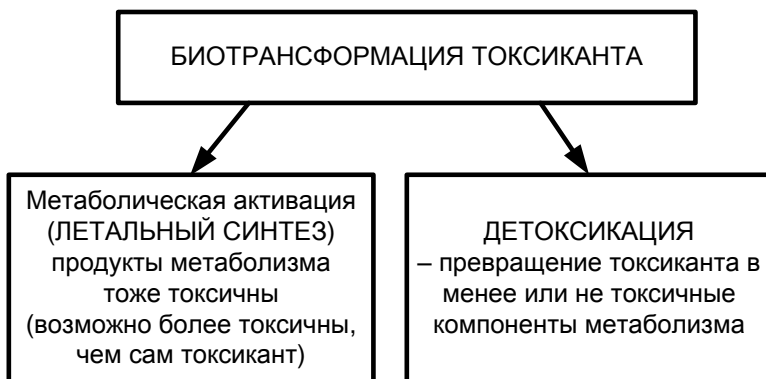 БИОТРАНСФОРМАЦИЯ ТОКСИКАНТА
Метаболическая активация
(ЛЕТАЛЬНЫЙ СИНТЕЗ)
продукты метаболизма
тоже токсичны
(возможно более токсичны,
чем сам токсикант)
ДЕТОКСИКАЦИЯ
– превращение токсиканта в
менее или не токсичные
компоненты метаболизма